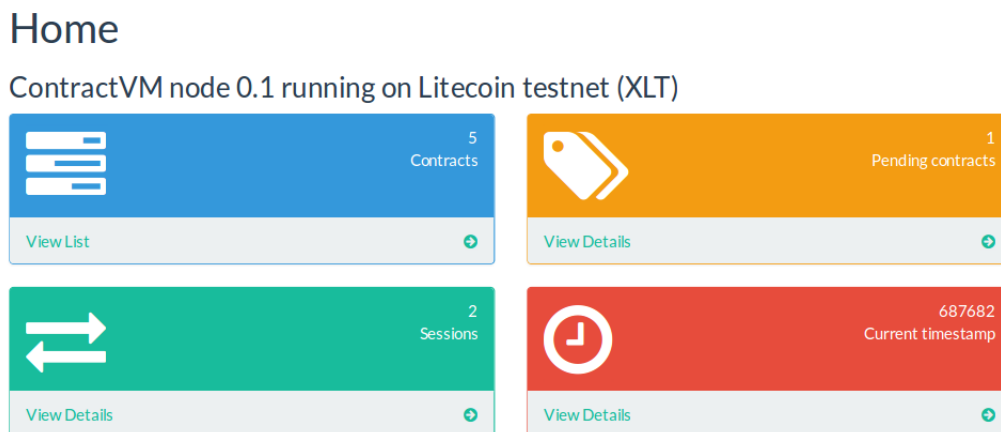 Home
ContractVM node 0.1 running on Litecoin testnet (XLT)
5
Contracts
View List
1
Pending contracts
View Details
2
Sessions
View Details
687682
Current timestamp
View Details